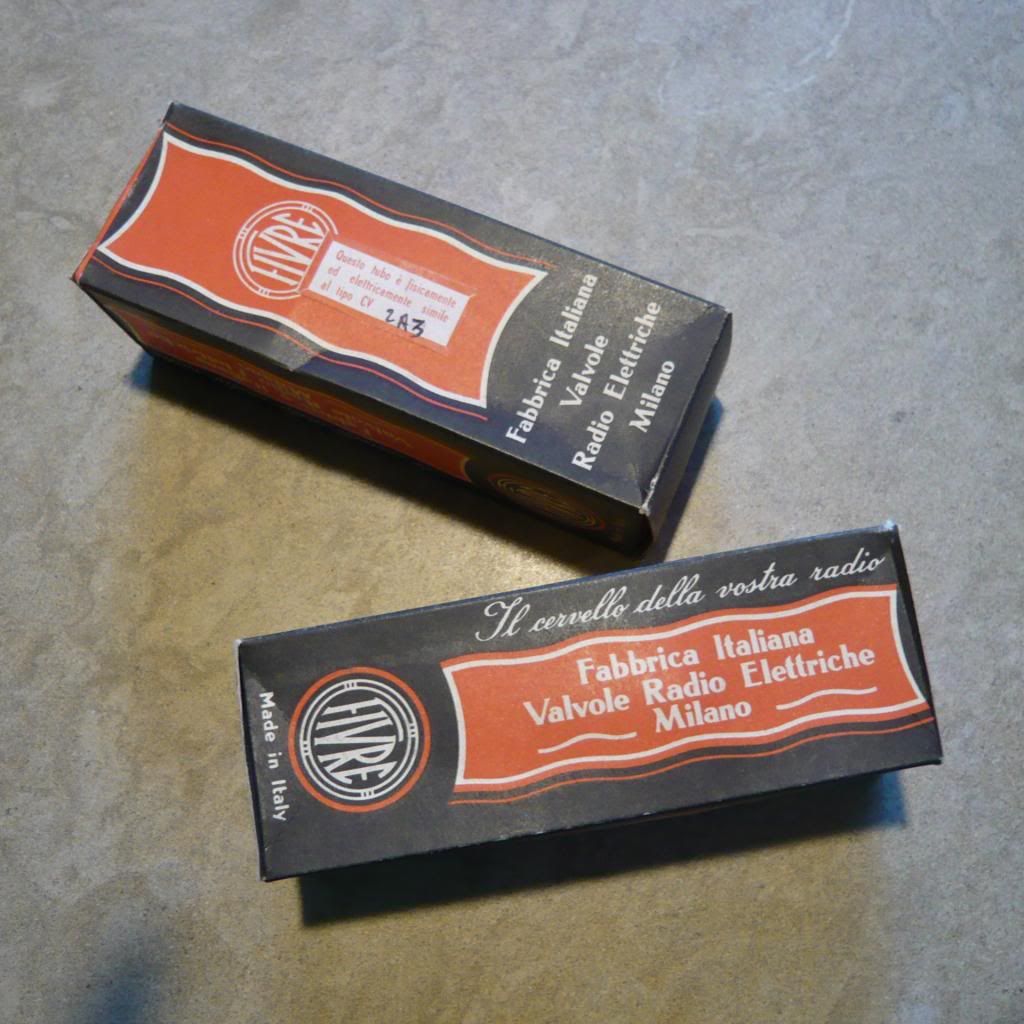 FIVRE
Questo tubo è fisicamente
ed elettricamente simile
al tipo CV 2A3
Fabbrica Italiana
Valvole
Radio Elettriche
Milano
Il cervello della vostra radio
Fabbrica Italiana
Valvole Radio Elettriche
Milano
FIVRE
Made in Italy